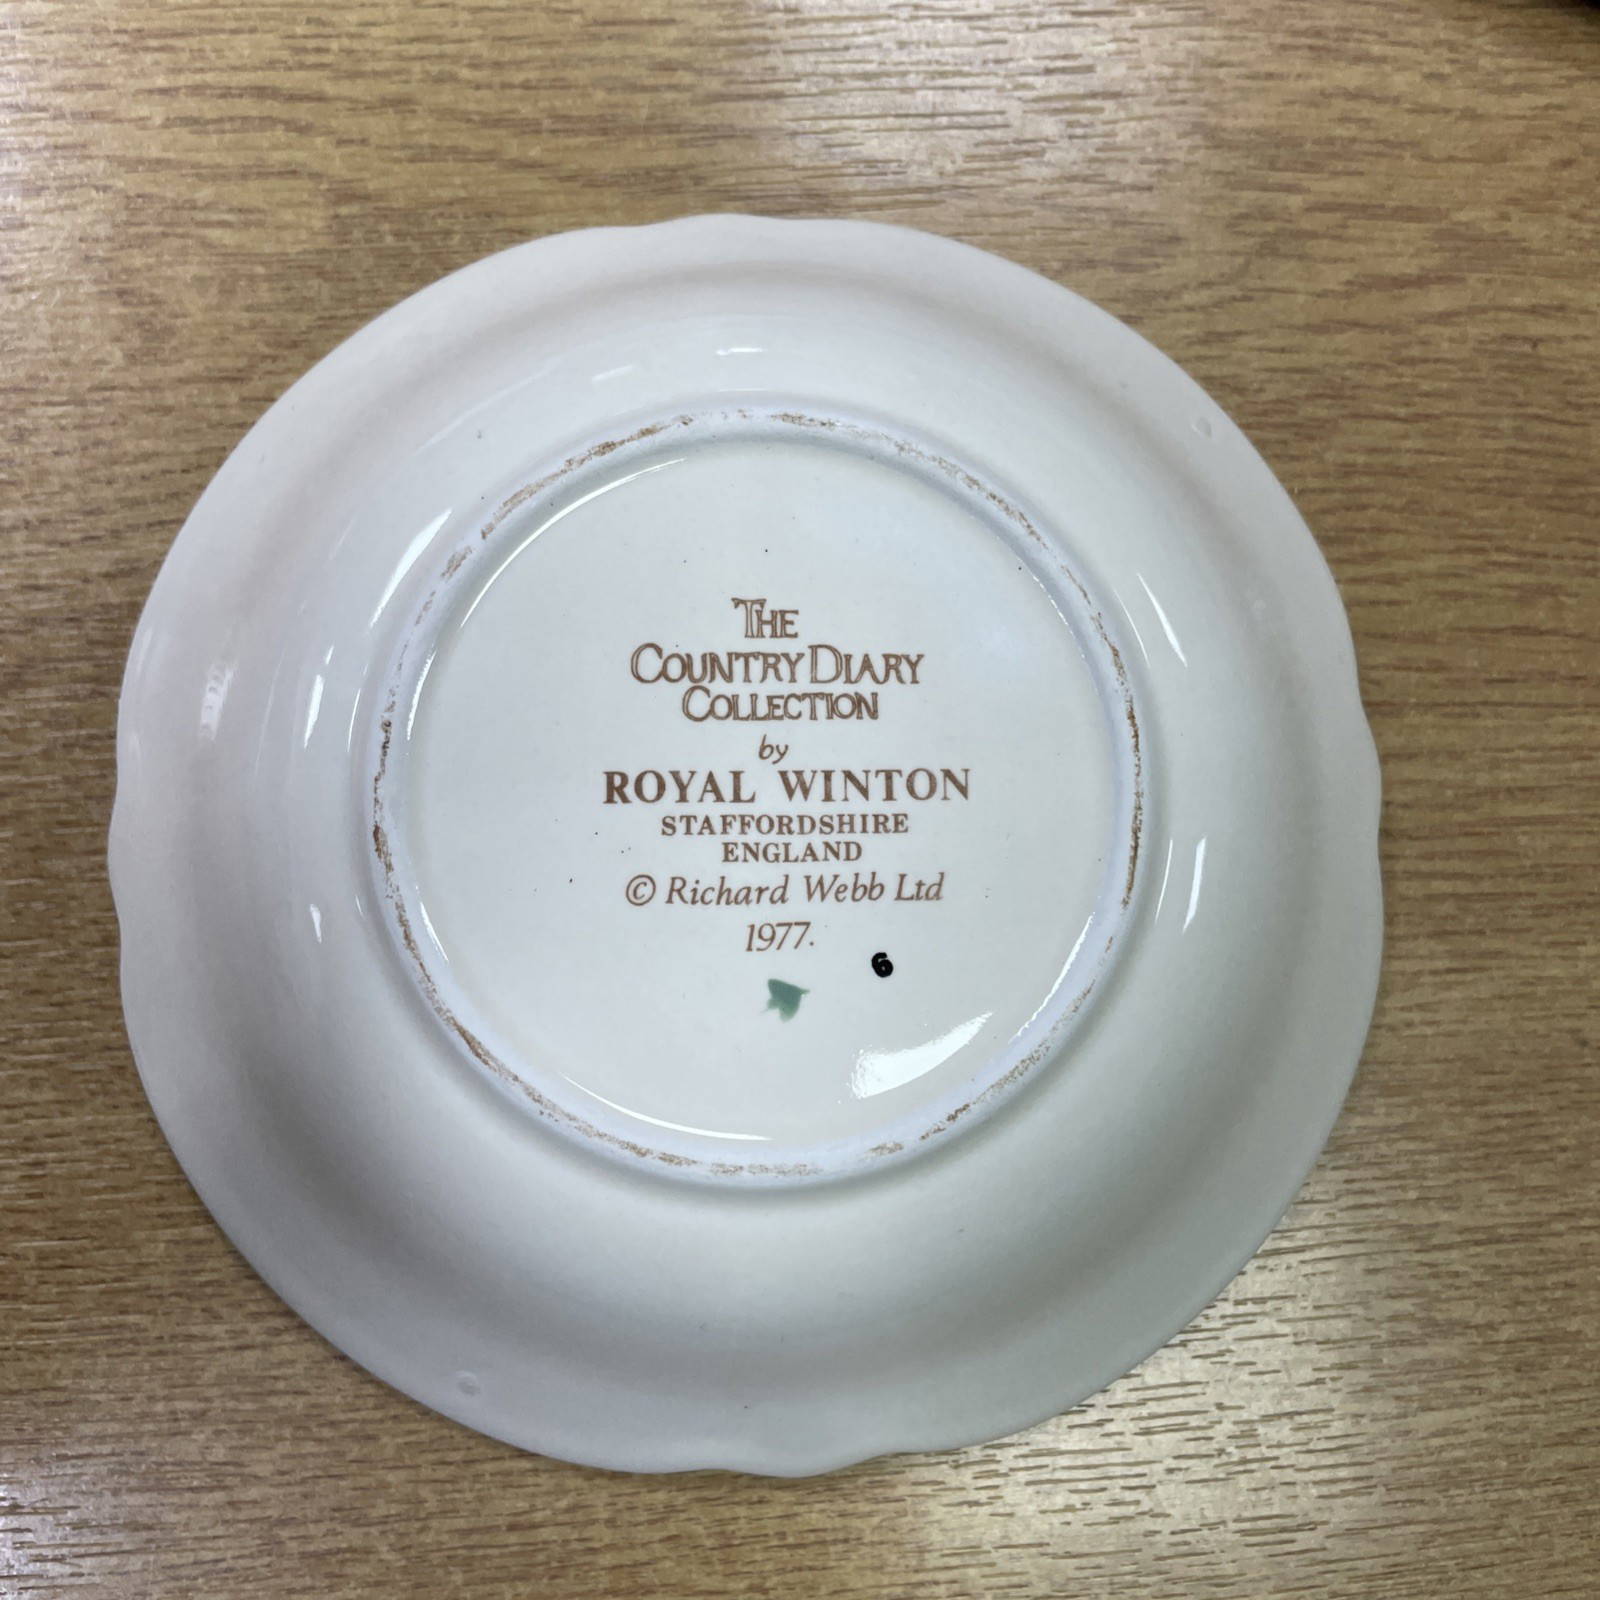 THE
COUNTRY DIARY
COLLECTION
by
ROYAL WINTON
STAFFORDSHIRE
ENGLAND
© Richard Webb Ltd
1977.
6